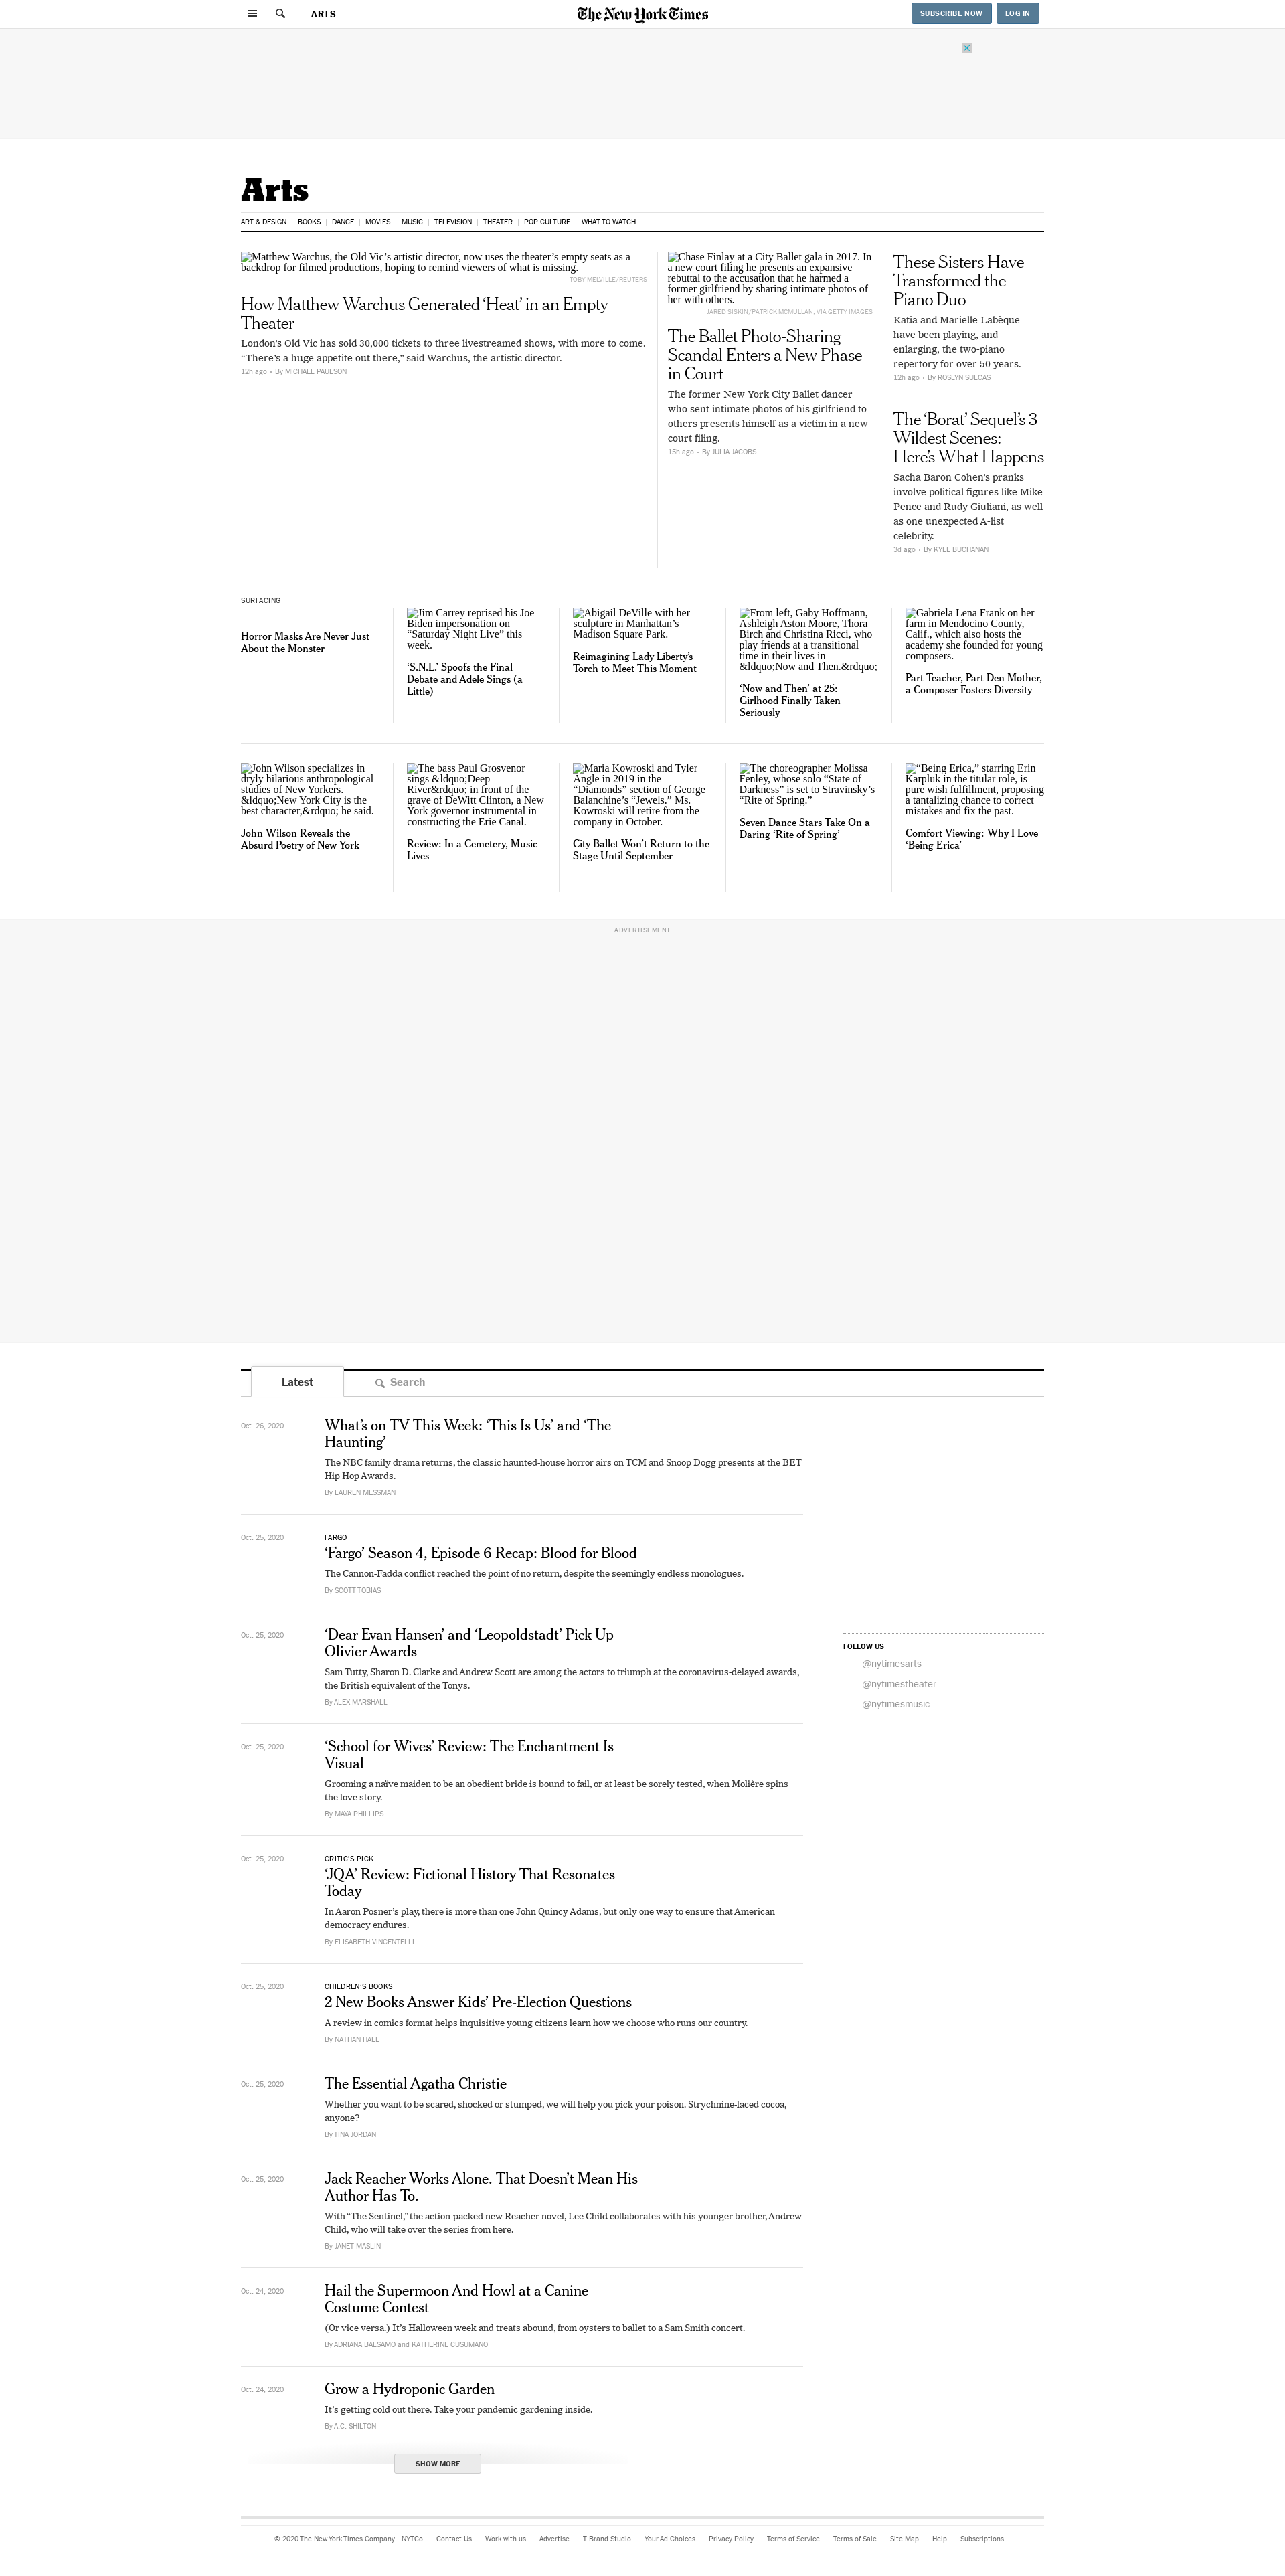 ARTS
The New York Times
SUBSCRIBE NOW
LOG IN
Arts
ART & DESIGN
BOOKS
DANCE
MOVIES
MUSIC
TELEVISION
THEATER
POP CULTURE
WHAT TO WATCH
Matthew Warchus, the Old Vic’s artistic director, now uses the theater’s empty seats as a
backdrop for filmed productions, hoping to remind viewers of what is missing.
TOBY MELVILLE/REUTERS
How Matthew Warchus Generated ‘Heat’ in an Empty
Theater
London’s Old Vic has sold 30,000 tickets to three livestreamed shows, with more to come.
“There’s a huge appetite out there,” said Warchus, the artistic director.
12h ago • By MICHAEL PAULSON
Chase Finlay at a City Ballet gala in 2017. In
a new court filing he presents an expansive
rebuttal to the accusation that he harmed a
former girlfriend by sharing intimate photos of
her with others.
JARED SISKIN/PATRICK MCMULLAN, VIA GETTY IMAGES
The Ballet Photo-Sharing
Scandal Enters a New Phase
in Court
The former New York City Ballet dancer
who sent intimate photos of his girlfriend to
others presents himself as a victim in a new
court filing.
15h ago • By JULIA JACOBS
These Sisters Have
Transformed the
Piano Duo
Katia and Marielle Labèque
have been playing, and
enlarging, the two-piano
repertory for over 50 years.
12h ago • By ROSLYN SULCAS
The ‘Borat’ Sequel’s 3
Wildest Scenes:
Here’s What Happens
Sacha Baron Cohen’s pranks
involve political figures like Mike
Pence and Rudy Giuliani, as well
as one unexpected A-list
celebrity.
3d ago • By KYLE BUCHANAN
SURFACING
Horror Masks Are Never Just
About the Monster
Jim Carrey reprised his Joe
Biden impersonation on
“Saturday Night Live” this
week.
‘S.N.L.’ Spoofs the Final
Debate and Adele Sings (a
Little)
Abigail DeVille with her
sculpture in Manhattan’s
Madison Square Park.
Reimagining Lady Liberty’s
Torch to Meet This Moment
From left, Gaby Hoffmann,
Ashleigh Aston Moore, Thora
Birch and Christina Ricci, who
play friends at a transitional
time in their lives in
&ldquo;Now and Then.&rdquo;
‘Now and Then’ at 25:
Girlhood Finally Taken
Seriously
Gabriela Lena Frank on her
farm in Mendocino County,
Calif., which also hosts the
academy she founded for young
composers.
Part Teacher, Part Den Mother,
a Composer Fosters Diversity
John Wilson specializes in
dryly hilarious anthropological
studies of New Yorkers.
&ldquo;New York City is the
best character,&rdquo; he said.
John Wilson Reveals the
Absurd Poetry of New York
The bass Paul Grosvenor
sings &ldquo;Deep
River&rdquo; in front of the
grave of DeWitt Clinton, a New
York governor instrumental in
constructing the Erie Canal.
Review: In a Cemetery, Music
Lives
Maria Kowroski and Tyler
Angle in 2019 in the
“Diamonds” section of George
Balanchine’s “Jewels.” Ms.
Kowroski will retire from the
company in October.
City Ballet Won’t Return to the
Stage Until September
The choreographer Molissa
Fenley, whose solo “State of
Darkness” is set to Stravinsky’s
“Rite of Spring.”
Seven Dance Stars Take On a
Daring ‘Rite of Spring’
“Being Erica,” starring Erin
Karpluk in the titular role, is
pure wish fulfillment, proposing
a tantalizing chance to correct
mistakes and fix the past.
Comfort Viewing: Why I Love
‘Being Erica’
ADVERTISEMENT
Latest
Search
Oct. 26, 2020
What’s on TV This Week: ‘This Is Us’ and ‘The
Haunting’
The NBC family drama returns, the classic haunted-house horror airs on TCM and Snoop Dogg presents at the BET
Hip Hop Awards.
By LAUREN MESSMAN
Oct. 25, 2020
FARGO
‘Fargo’ Season 4, Episode 6 Recap: Blood for Blood
The Cannon-Fadda conflict reached the point of no return, despite the seemingly endless monologues.
By SCOTT TOBIAS
Oct. 25, 2020
‘Dear Evan Hansen’ and ‘Leopoldstadt’ Pick Up
Olivier Awards
Sam Tutty, Sharon D. Clarke and Andrew Scott are among the actors to triumph at the coronavirus-delayed awards,
the British equivalent of the Tonys.
By ALEX MARSHALL
FOLLOW US
@nytimesarts
@nytimestheater
@nytimesmusic
Oct. 25, 2020
‘School for Wives’ Review: The Enchantment Is
Visual
Grooming a naïve maiden to be an obedient bride is bound to fail, or at least be sorely tested, when Molière spins
the love story.
By MAYA PHILLIPS
Oct. 25, 2020
CRITIC’S PICK
‘JQA’ Review: Fictional History That Resonates
Today
In Aaron Posner’s play, there is more than one John Quincy Adams, but only one way to ensure that American
democracy endures.
By ELISABETH VINCENTELLI
Oct. 25, 2020
CHILDREN’S BOOKS
2 New Books Answer Kids’ Pre-Election Questions
A review in comics format helps inquisitive young citizens learn how we choose who runs our country.
By NATHAN HALE
Oct. 25, 2020
The Essential Agatha Christie
Whether you want to be scared, shocked or stumped, we will help you pick your poison. Strychnine-laced cocoa,
anyone?
By TINA JORDAN
Oct. 25, 2020
Jack Reacher Works Alone. That Doesn’t Mean His
Author Has To.
With “The Sentinel,” the action-packed new Reacher novel, Lee Child collaborates with his younger brother, Andrew
Child, who will take over the series from here.
By JANET MASLIN
Oct. 24, 2020
Hail the Supermoon And Howl at a Canine
Costume Contest
(Or vice versa.) It’s Halloween week and treats abound, from oysters to ballet to a Sam Smith concert.
By ADRIANA BALSAMO and KATHERINE CUSUMANO
Oct. 24, 2020
Grow a Hydroponic Garden
It’s getting cold out there. Take your pandemic gardening inside.
By A.C. SHILTON
SHOW MORE
© 2020 The New York Times Company
NYTCo
Contact Us
Work with us
Advertise
T Brand Studio
Your Ad Choices
Privacy Policy
Terms of Service
Terms of Sale
Site Map
Help
Subscriptions